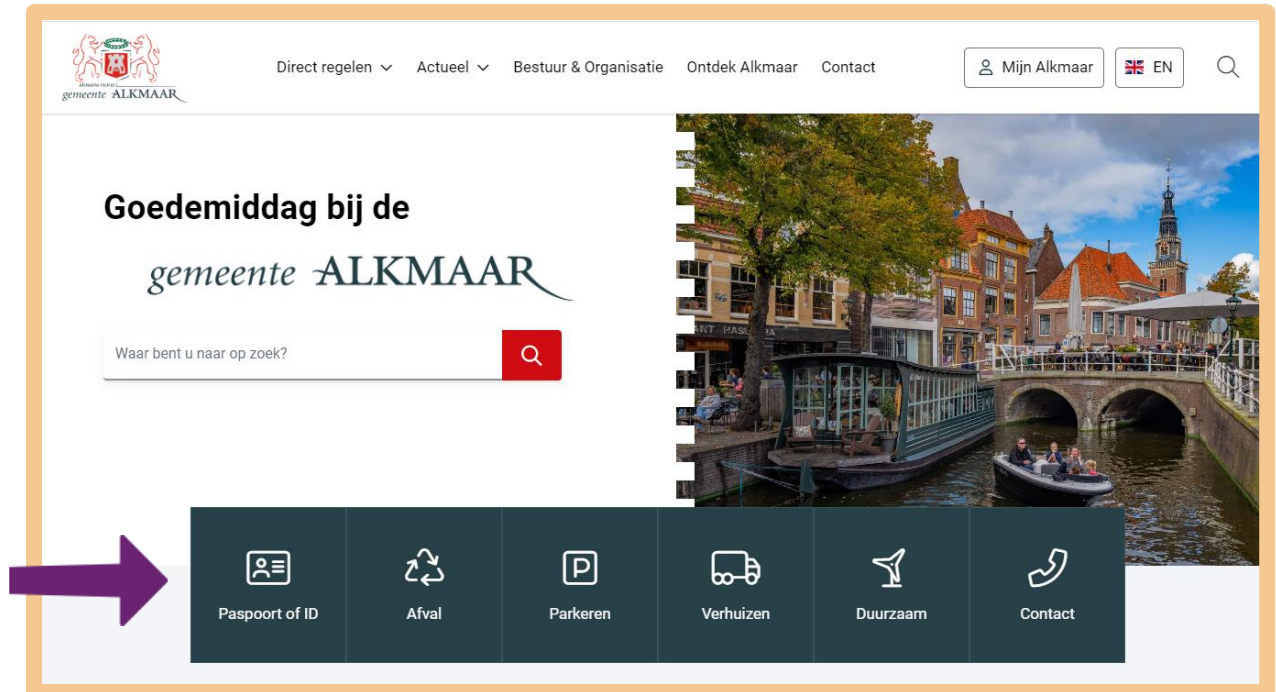 gemeente ALKMAAR
Direct regelen
Actueel
Bestuur & Organisatie
Ontdek Alkmaar
Contact
Mijn Alkmaar
EN
Goedemiddag bij de
gemeente ALKMAAR
Waar bent u naar op zoek?
Paspoort of ID
Afval
Parkeren
Verhuizen
Duurzaam
Contact